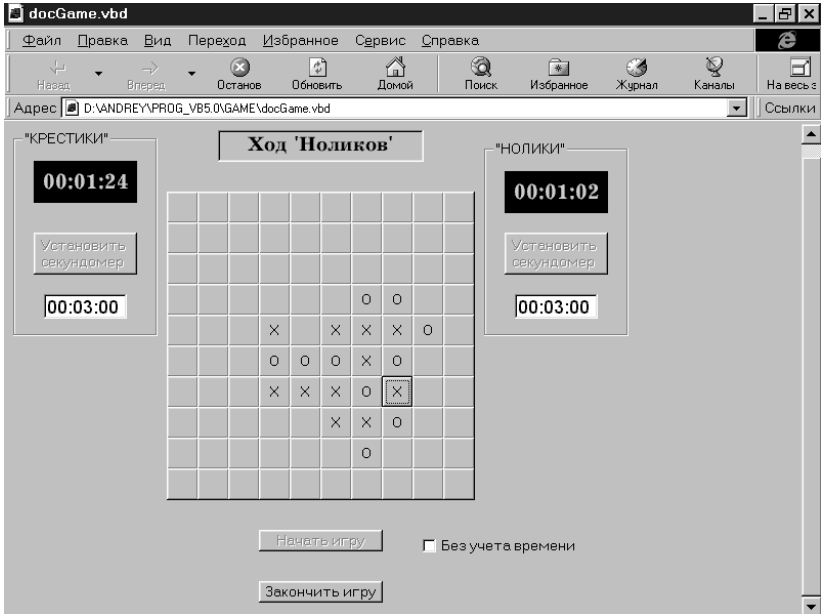 docGame.vbd
Файл Правка Вид Переход Избранное Сервис Справка
Назад Вперед Останов Обновить Домой Поиск Избранное Журнал Каналы На весь э
Адрес D:\ANDREY\PROG_VB5.0\GAME\docGame.vbd Ссылки
"КРЕСТИКИ" Ход 'Ноликов' "НОЛИКИ"
00:01:24 00:01:02
Установить секундомер
Установить секундомер
00:03:00 00:03:00
O O
X X X X O
O O O X O
X X X O X
X X O
O
Начать игру Без учета времени
Закончить игру